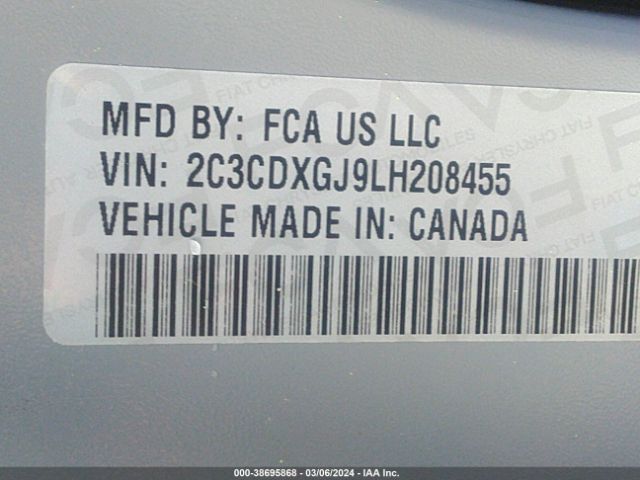 MFD BY: FCA US LLC
VIN: 2C3CDXGJ9LH208455
VEHICLE MADE IN: CANADA
000-38695868 | 03/06/2024 - IAA Inc.